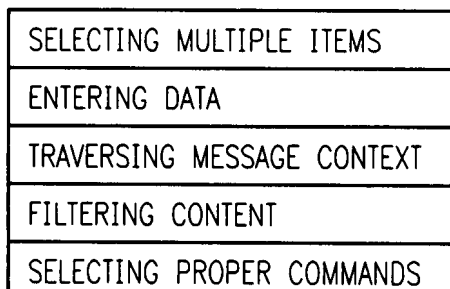 SELECTING MULTIPLE ITEMS
ENTERING DATA
TRAVERSING MESSAGE CONTEXT
FILTERING CONTENT
SELECTING PROPER COMMANDS